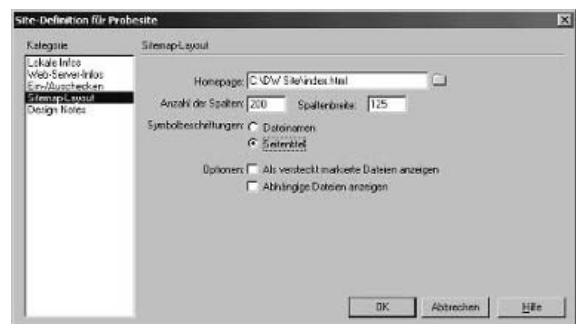 Site-Definition für Probesite
Kategorie
Sitemap-Layout
Lokale Infos
Web-Server-Infos
Ein-/Auschecken
Sitemap-Layout
Design Notes
Homepage: C:\DW Site\index.html
Anzahl der Spalten: 200 Spaltenbreite: 125
Symbolbeschriftungen: Dateinamen
Seitentitel
Optionen: Als versteckt markierte Dateien anzeigen
Abhängige Dateien anzeigen
OK Abbrechen Hilfe